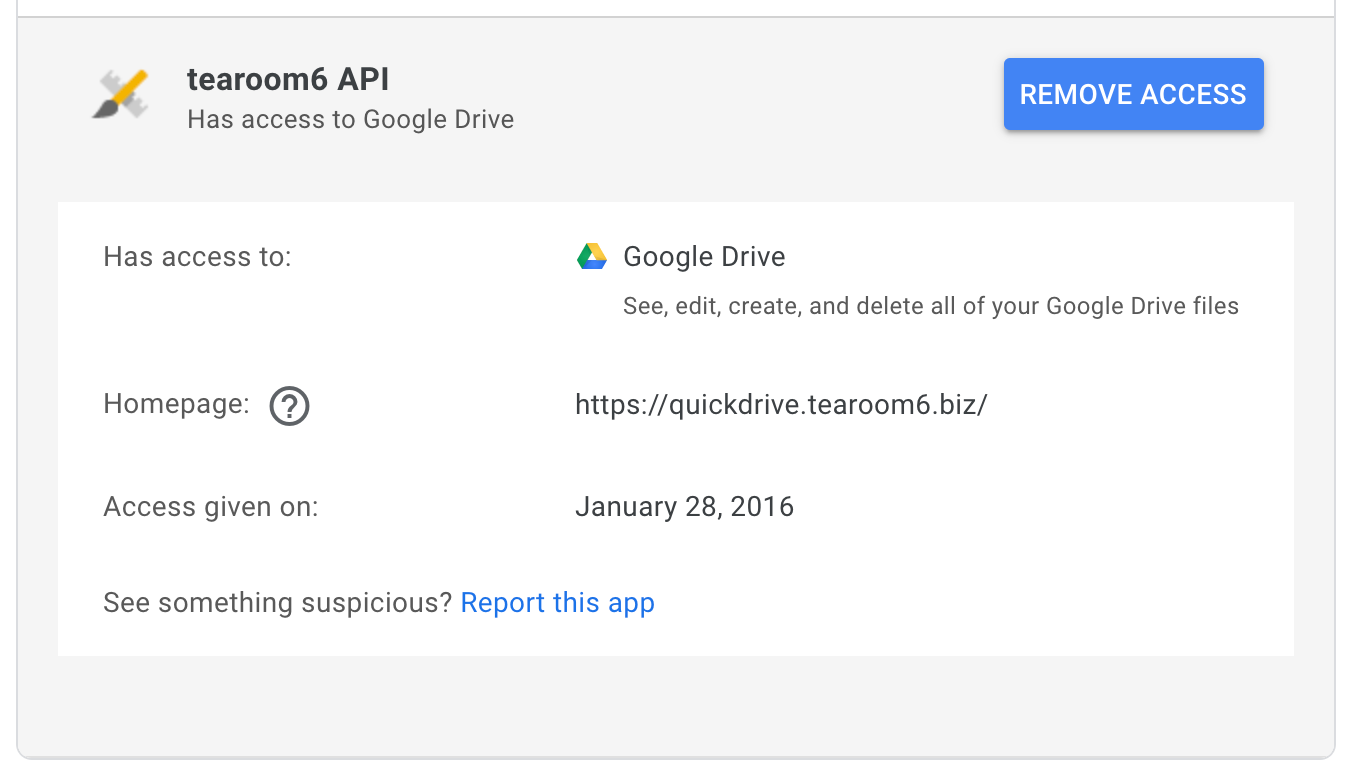 tearoom6 API
Has access to Google Drive
REMOVE ACCESS
Has access to:
Google Drive
See, edit, create, and delete all of your Google Drive files
Homepage: ?
https://quickdrive.tearoom6.biz/
Access given on:
January 28, 2016
See something suspicious? Report this app